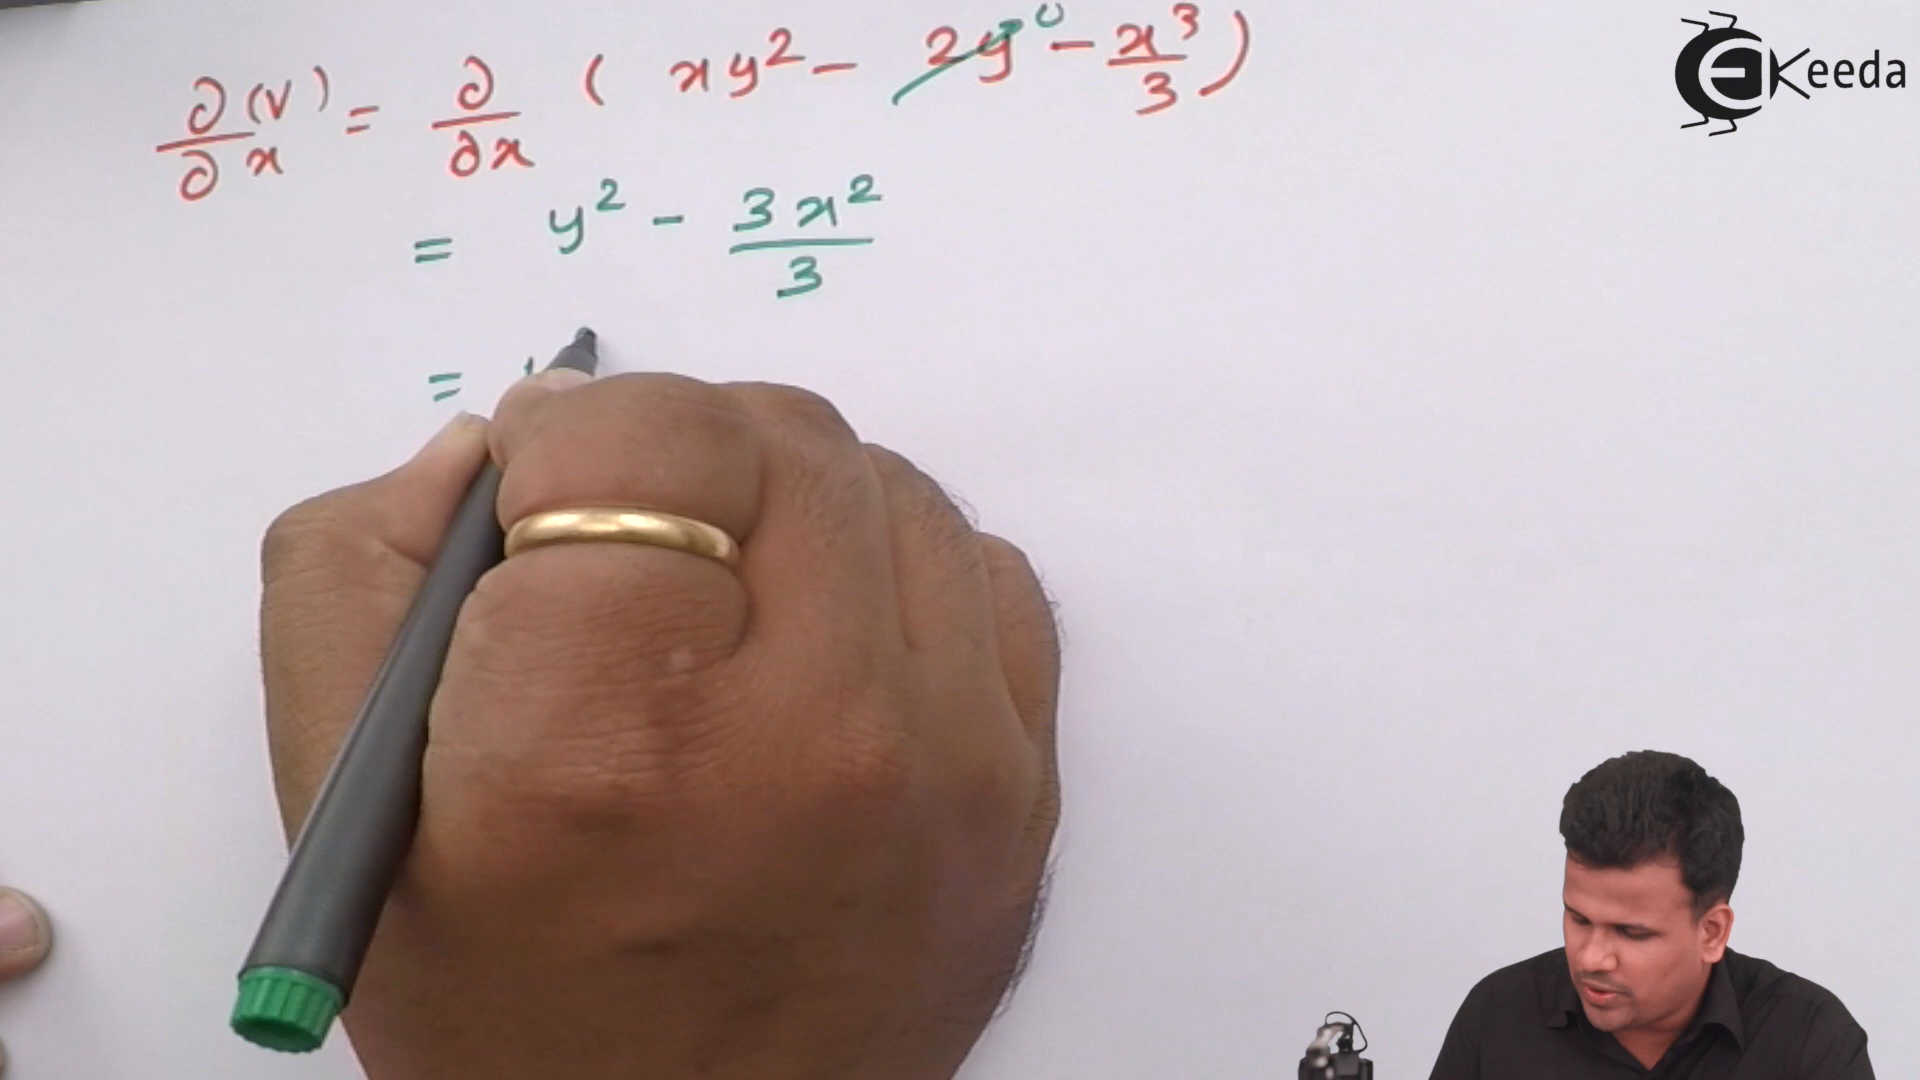 ∂(v)/∂x = ∂/∂x ( xy² - 2y⁰ - x³/3 )
= y² - 3x²/3
=
Keeda